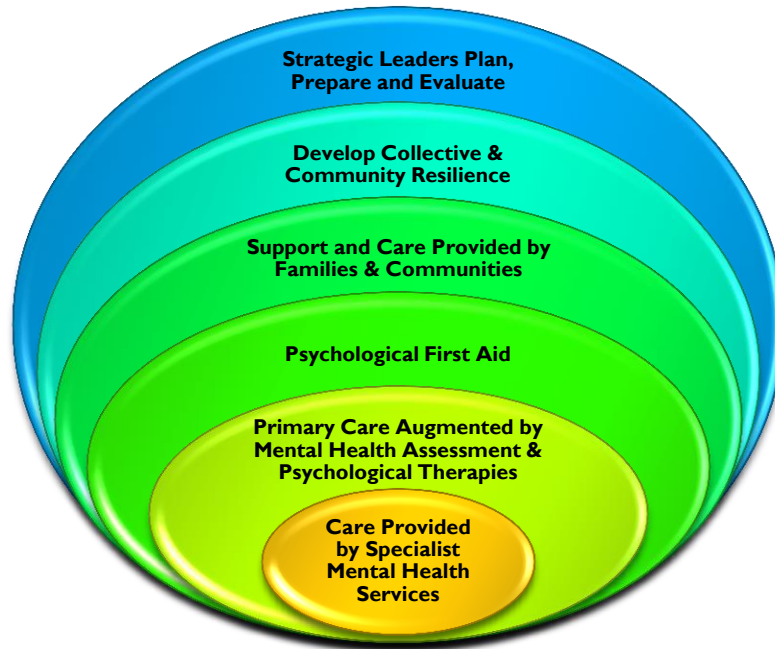 Strategic Leaders Plan,
Prepare and Evaluate
Develop Collective &
Community Resilience
Support and Care Provided by
Families & Communities
Psychological First Aid
Primary Care Augmented by
Mental Health Assessment &
Psychological Therapies
Care Provided
by Specialist
Mental Health
Services